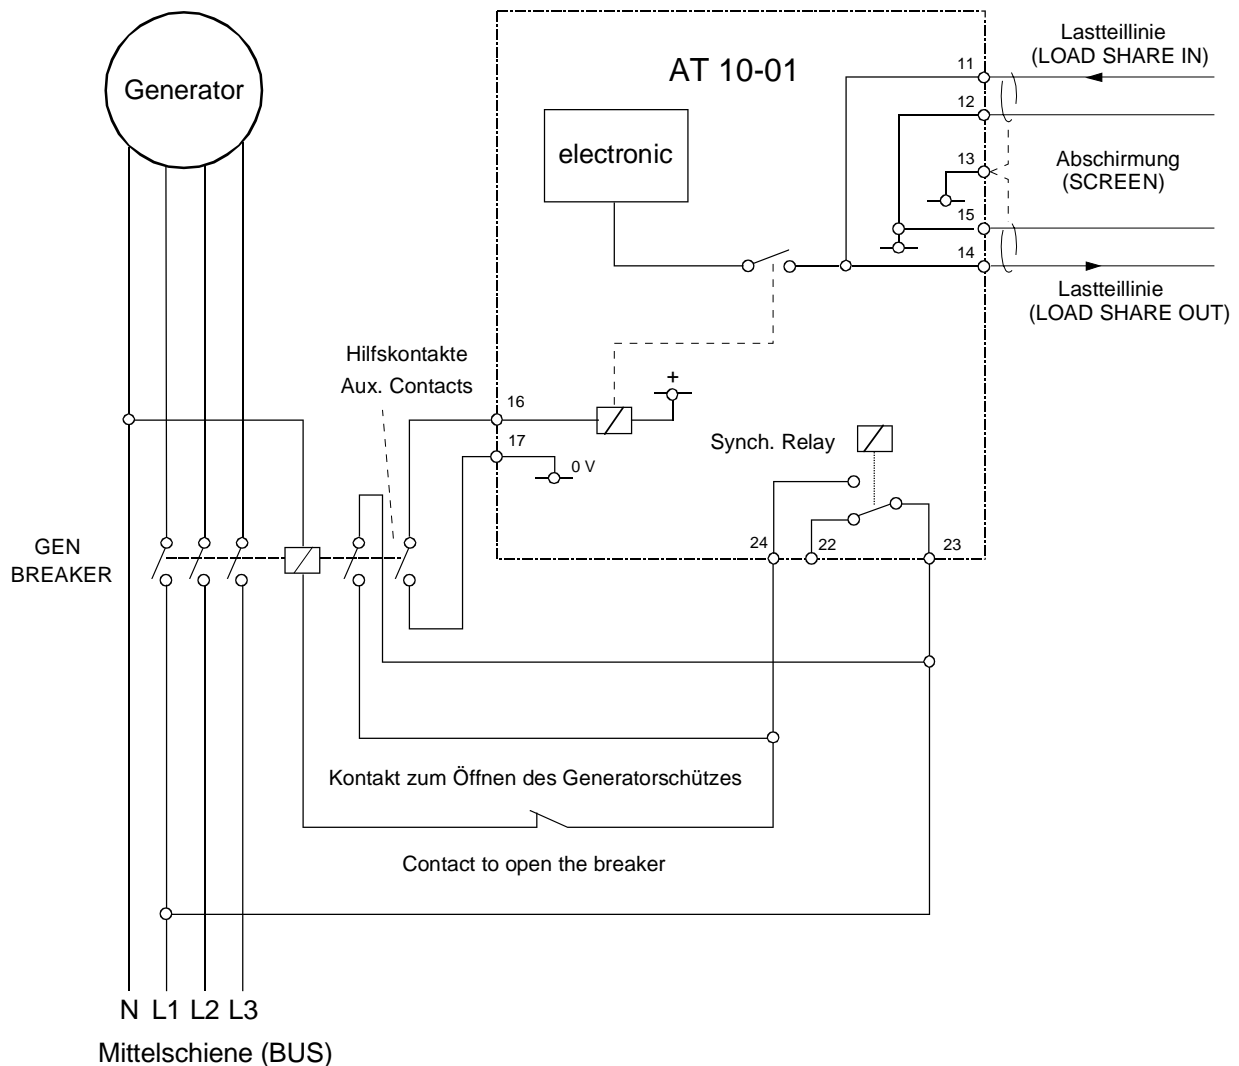 Generator
AT 10-01
electronic
11
12
13
15
14
Lastteillinie
(LOAD SHARE IN)
Abschirmung
(SCREEN)
Lastteillinie
(LOAD SHARE OUT)
Hilfskontakte
Aux. Contacts
16
17
+
0 V
Synch. Relay
24
22
23
GEN
BREAKER
Kontakt zum Öffnen des Generatorschützes
Contact to open the breaker
N L1 L2 L3
Mittelschiene (BUS)